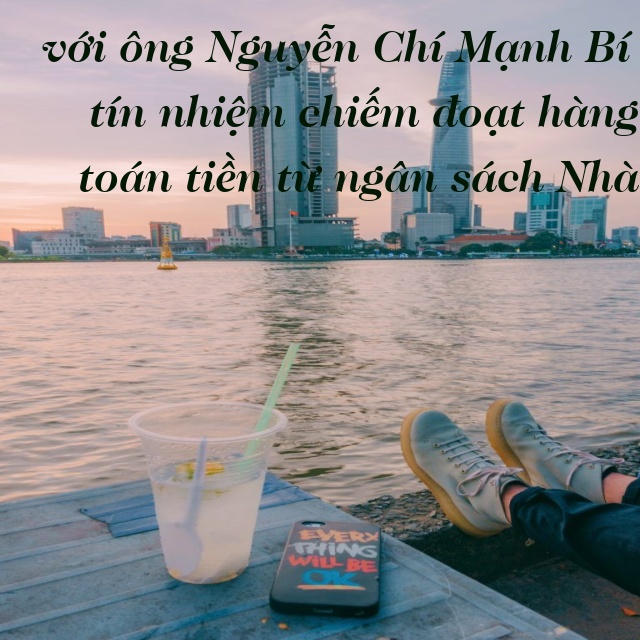 với ông Nguyễn Chí Mạnh Bí
tín nhiệm chiếm đoạt hàng
toán tiền từ ngân sách Nhà
EVERY
THING
WILL BE
OK